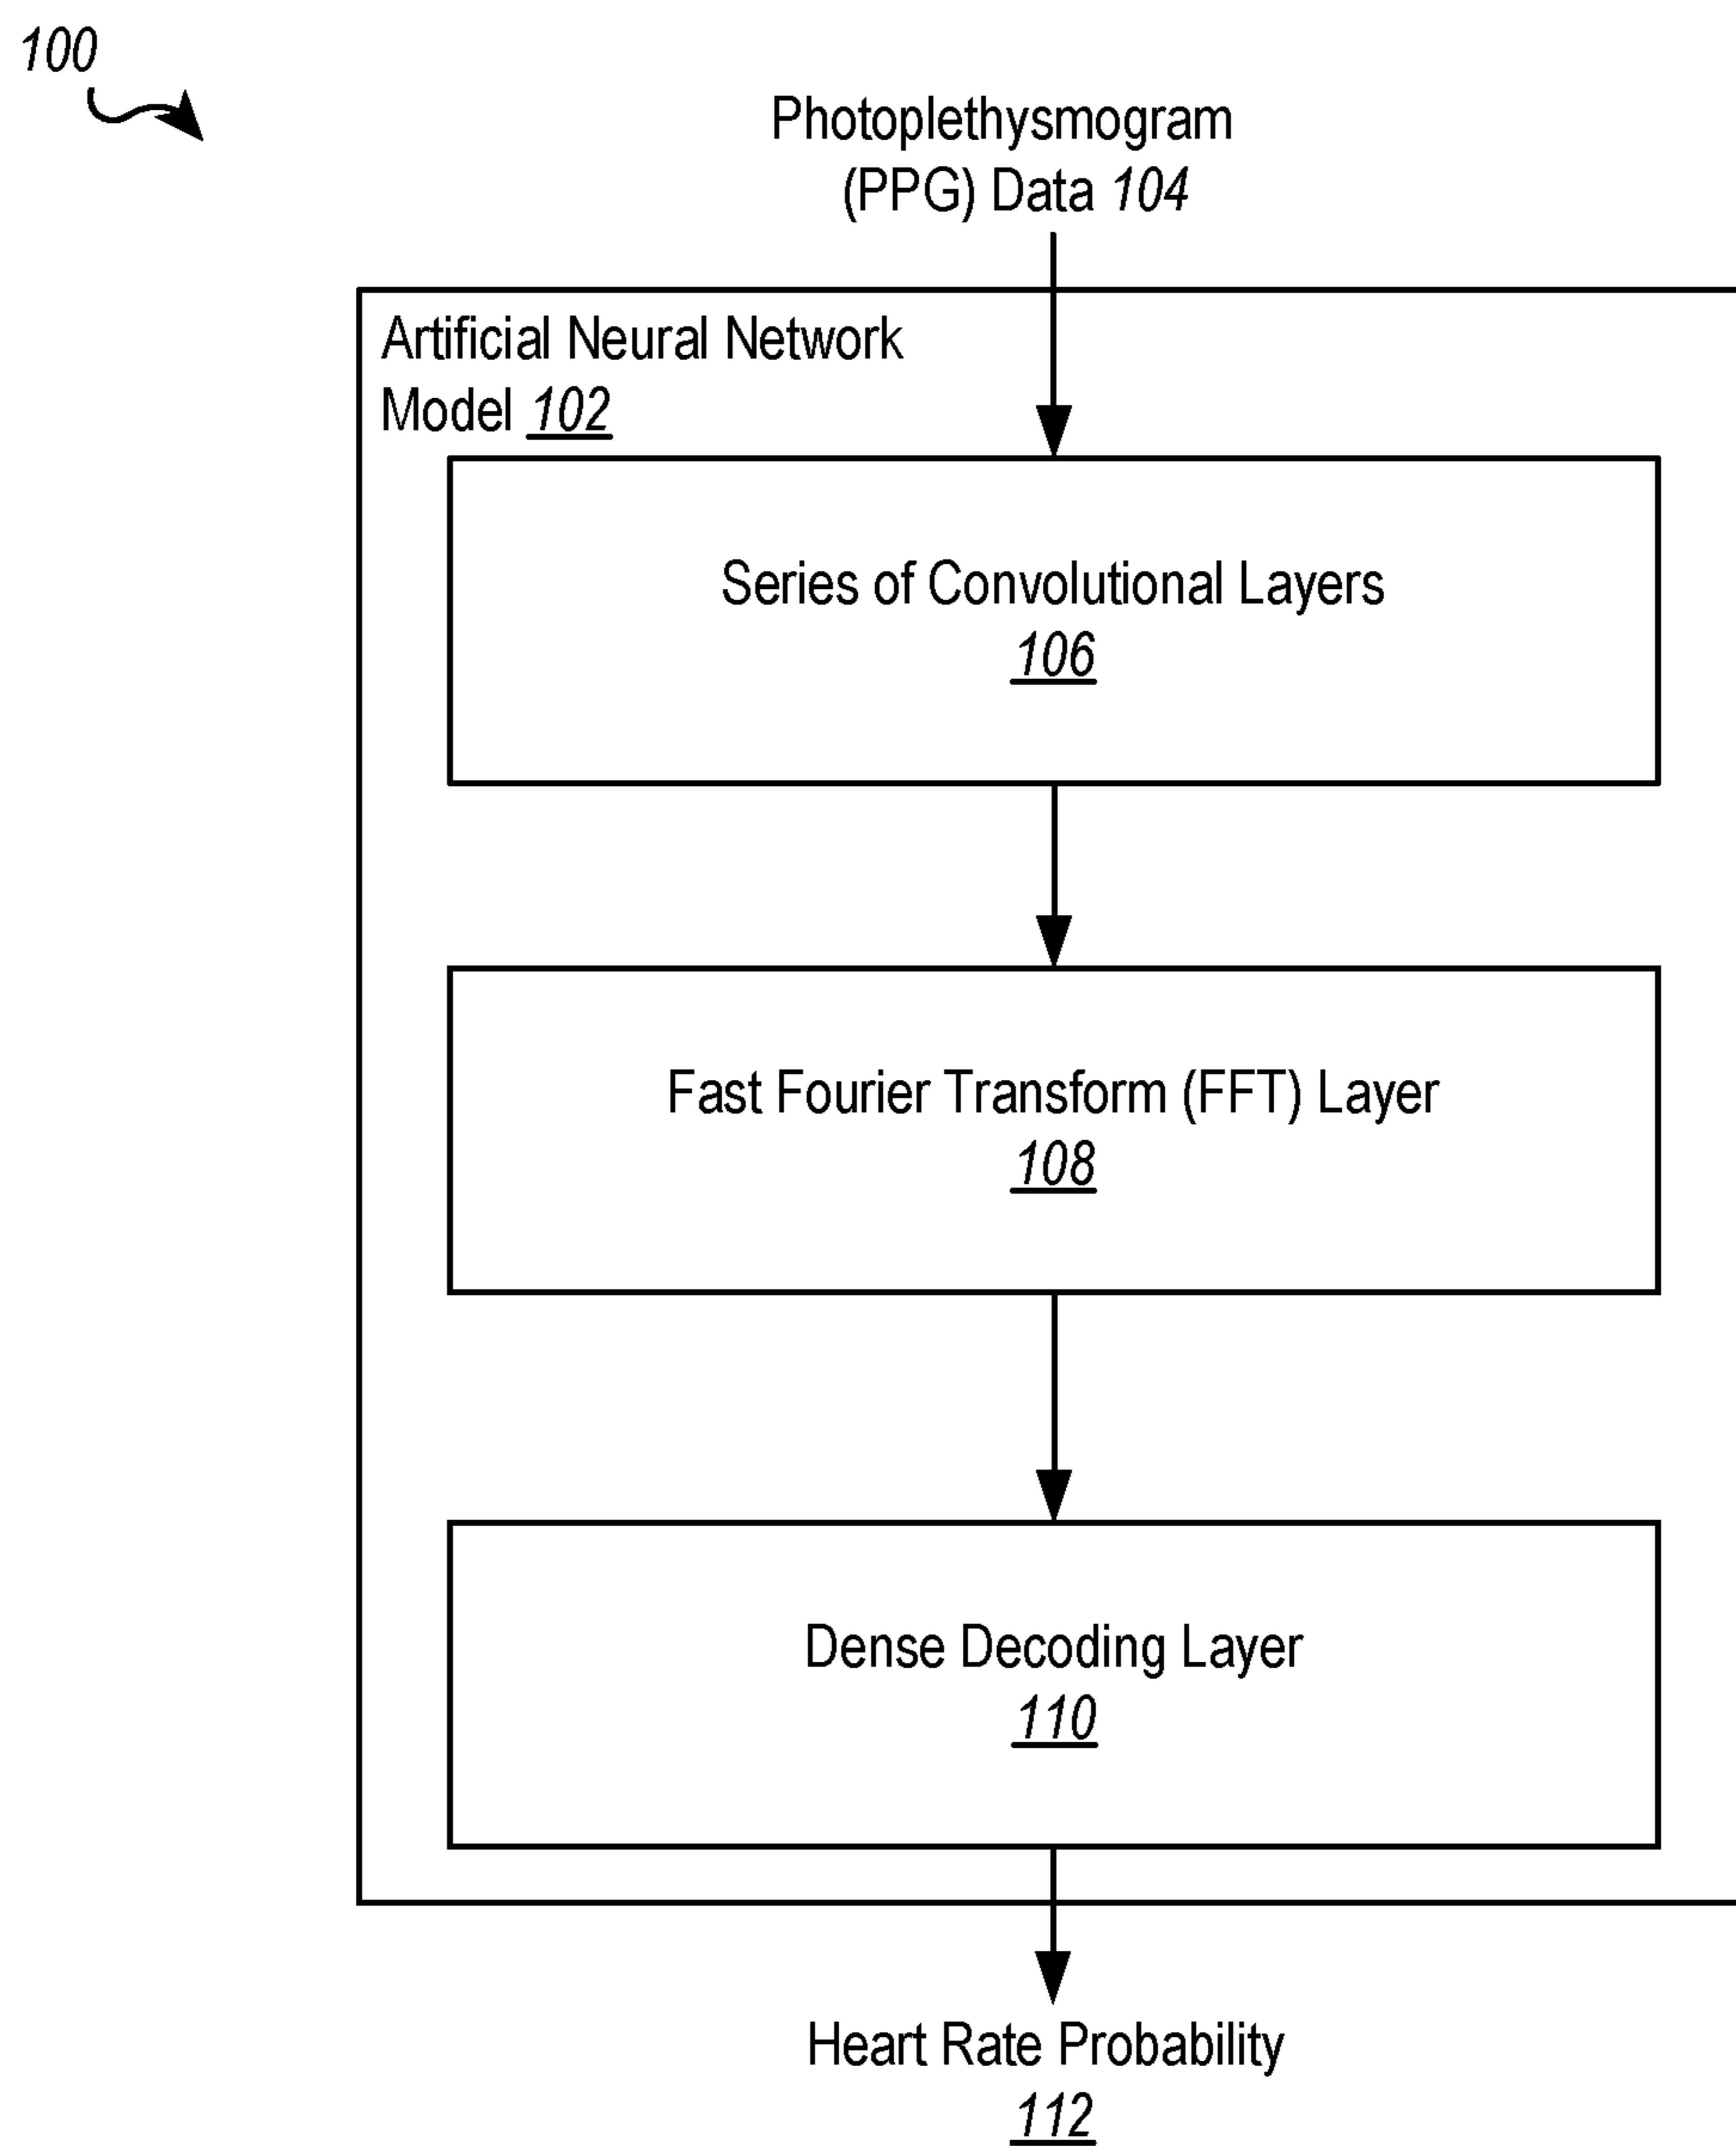 100
Photoplethysmogram
(PPG) Data 104
Artificial Neural Network
Model 102
Series of Convolutional Layers
106
Fast Fourier Transform (FFT) Layer
108
Dense Decoding Layer
110
Heart Rate Probability
112